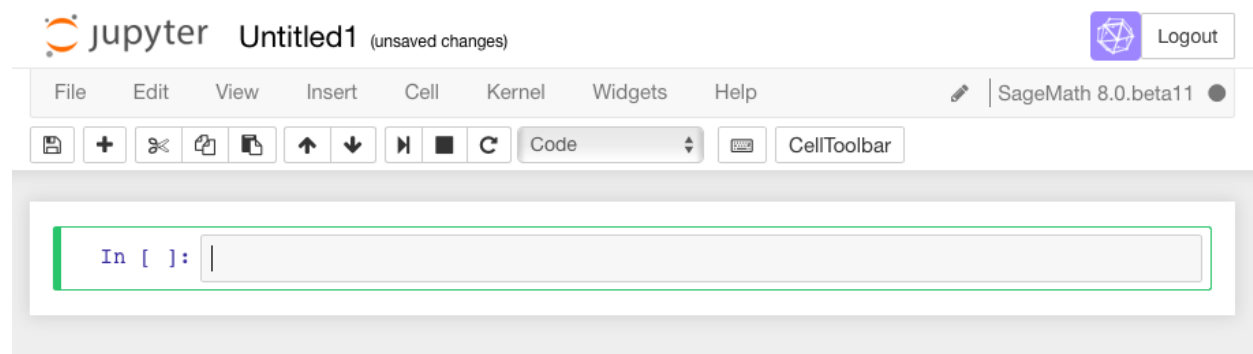 jupyter Untitled1 (unsaved changes) Logout
File Edit View Insert Cell Kernel Widgets Help SageMath 8.0.beta11
Code CellToolbar
In [ ]: